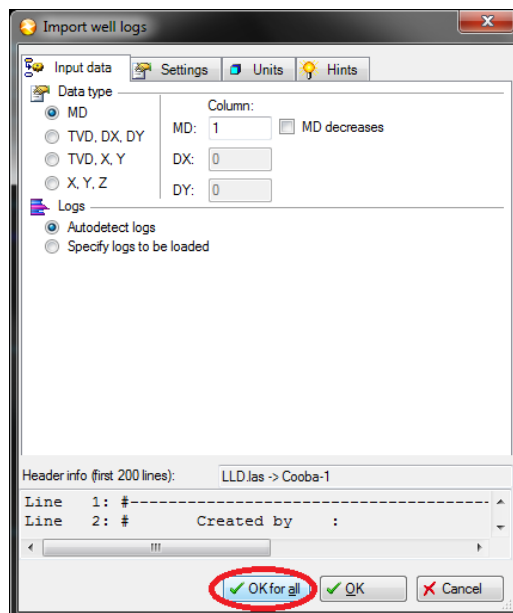 Import well logs
Input data Settings Units Hints
Data type
Column:
MD
MD: 1 MD decreases
TVD, DX, DY
TVD, X, Y
DX: 0
X, Y, Z
DY: 0
Logs
Autodetect logs
Specify logs to be loaded
Header info (first 200 lines): LLD.las -> Cooba-1
Line 1: #---------------------------------------
Line 2: # Created by :
OK for all OK Cancel